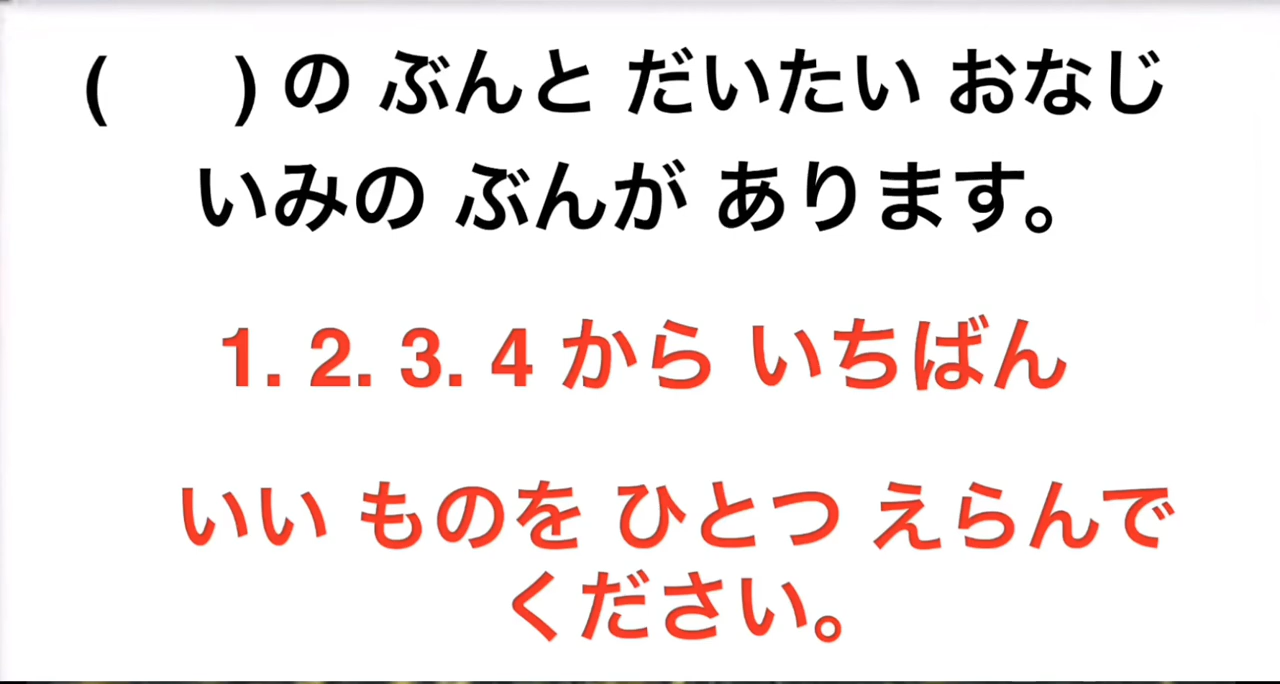 (　　) の ぶんと だいたい おなじ
いみの ぶんが あります。
1. 2. 3. 4 から いちばん
いい ものを ひとつ えらんで
ください。